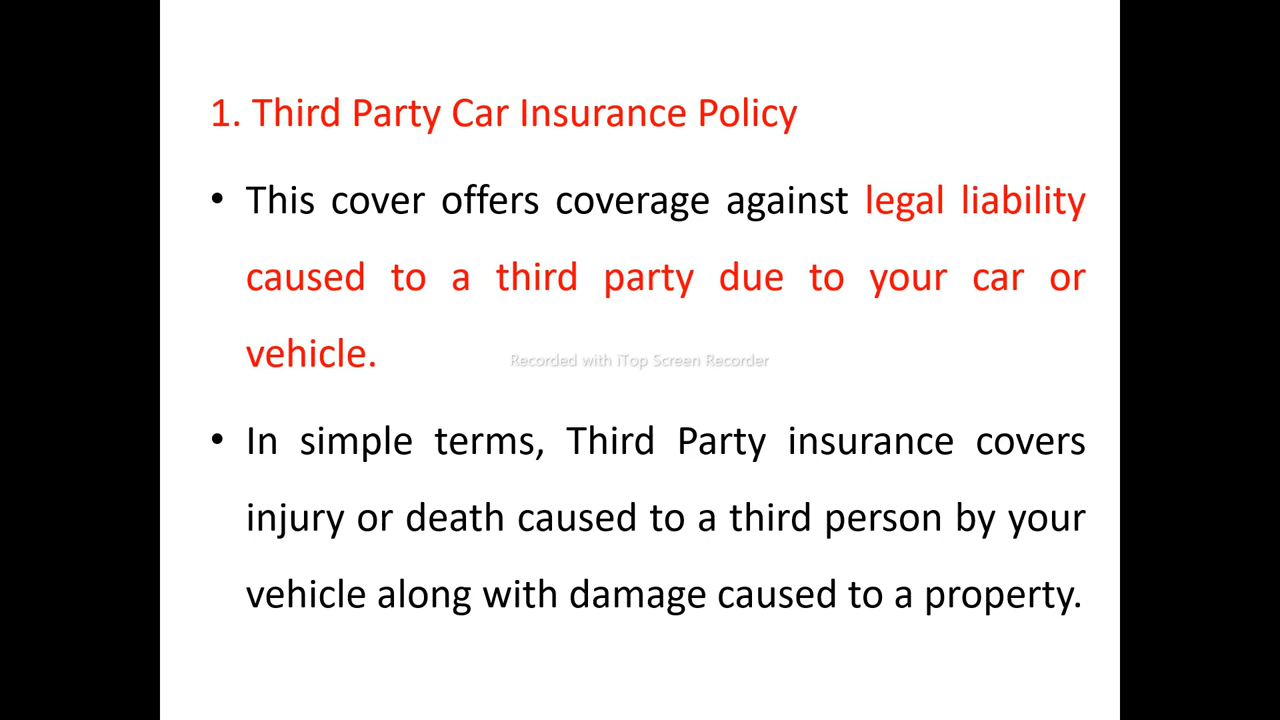 1. Third Party Car Insurance Policy
• This cover offers coverage against legal liability
caused to a third party due to your car or
vehicle.
Recorded with iTop Screen Recorder
• In simple terms, Third Party insurance covers
injury or death caused to a third person by your
vehicle along with damage caused to a property.